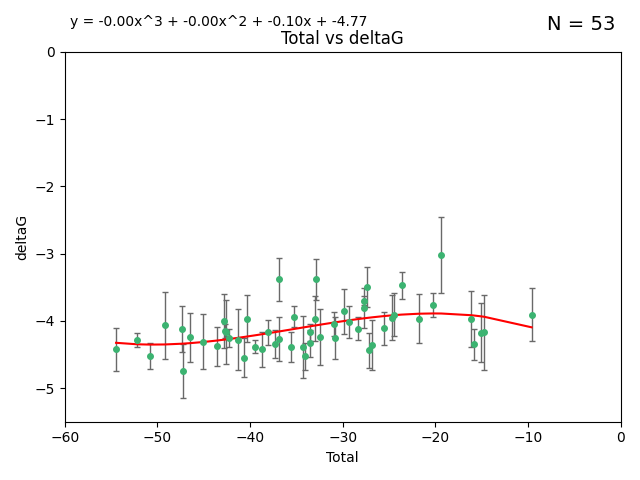 y = -0.00x^3 + -0.00x^2 + -0.10x + -4.77
N = 53
Total vs deltaG
0
−1
−2
−3
−4
−5
deltaG
−60 −50 −40 −30 −20 −10 0
Total